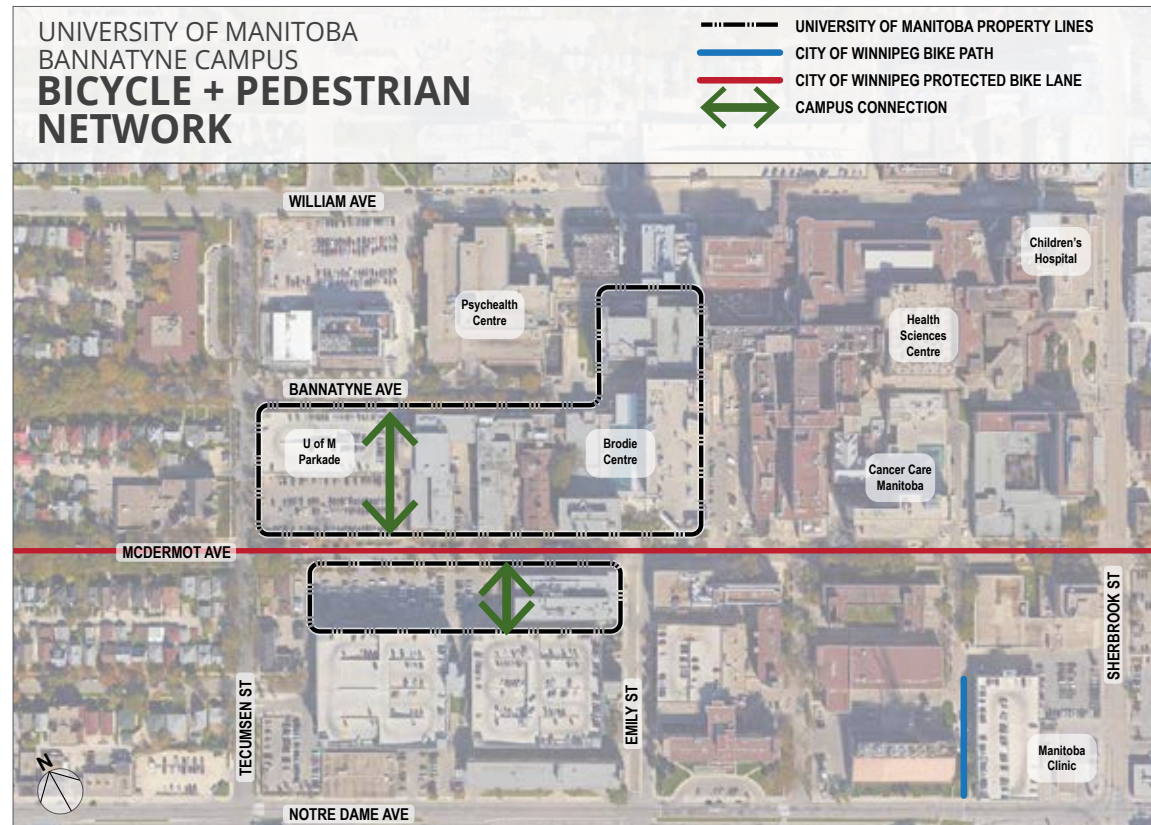 UNIVERSITY OF MANITOBA
BANNATYNE CAMPUS
BICYCLE + PEDESTRIAN
NETWORK
UNIVERSITY OF MANITOBA PROPERTY LINES
CITY OF WINNIPEG BIKE PATH
CITY OF WINNIPEG PROTECTED BIKE LANE
CAMPUS CONNECTION
WILLIAM AVE
Children's
Hospital
Psychealth
Centre
Health
Sciences
Centre
BANNATYNE AVE
U of M
Parkade
Brodie
Centre
Cancer Care
Manitoba
MCDERMOT AVE
SHERBROOK ST
TECUMSEN ST
EMILY ST
Manitoba
Clinic
N
NOTRE DAME AVE